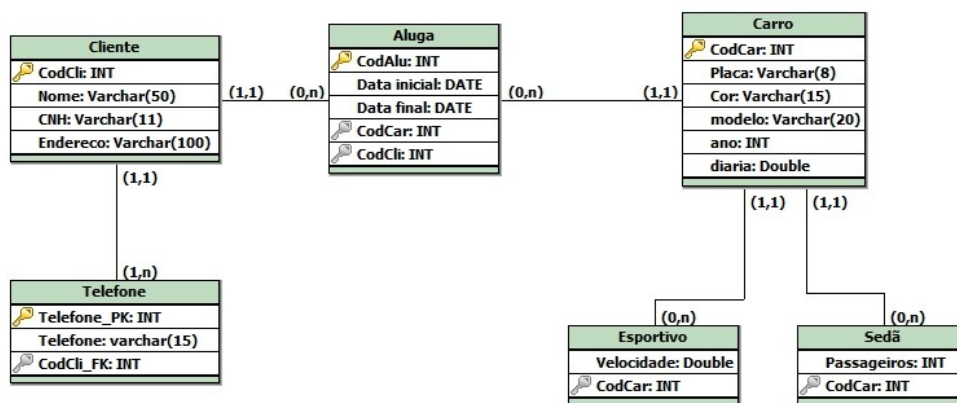 Cliente
CodCli: INT
Nome: Varchar(50)
CNH: Varchar(11)
Endereco: Varchar(100)
(1,1)
(0,n)
Aluga
CodAlu: INT
Data inicial: DATE
Data final: DATE
CodCar: INT
CodCli: INT
(0,n)
(1,1)
Carro
CodCar: INT
Placa: Varchar(8)
Cor: Varchar(15)
modelo: Varchar(20)
ano: INT
diaria: Double
(1,1)
(1,n)
Telefone
Telefone_PK: INT
Telefone: varchar(15)
CodCli_FK: INT
(1,1)
(1,1)
(0,n)
(0,n)
Esportivo
Velocidade: Double
CodCar: INT
Sedã
Passageiros: INT
CodCar: INT